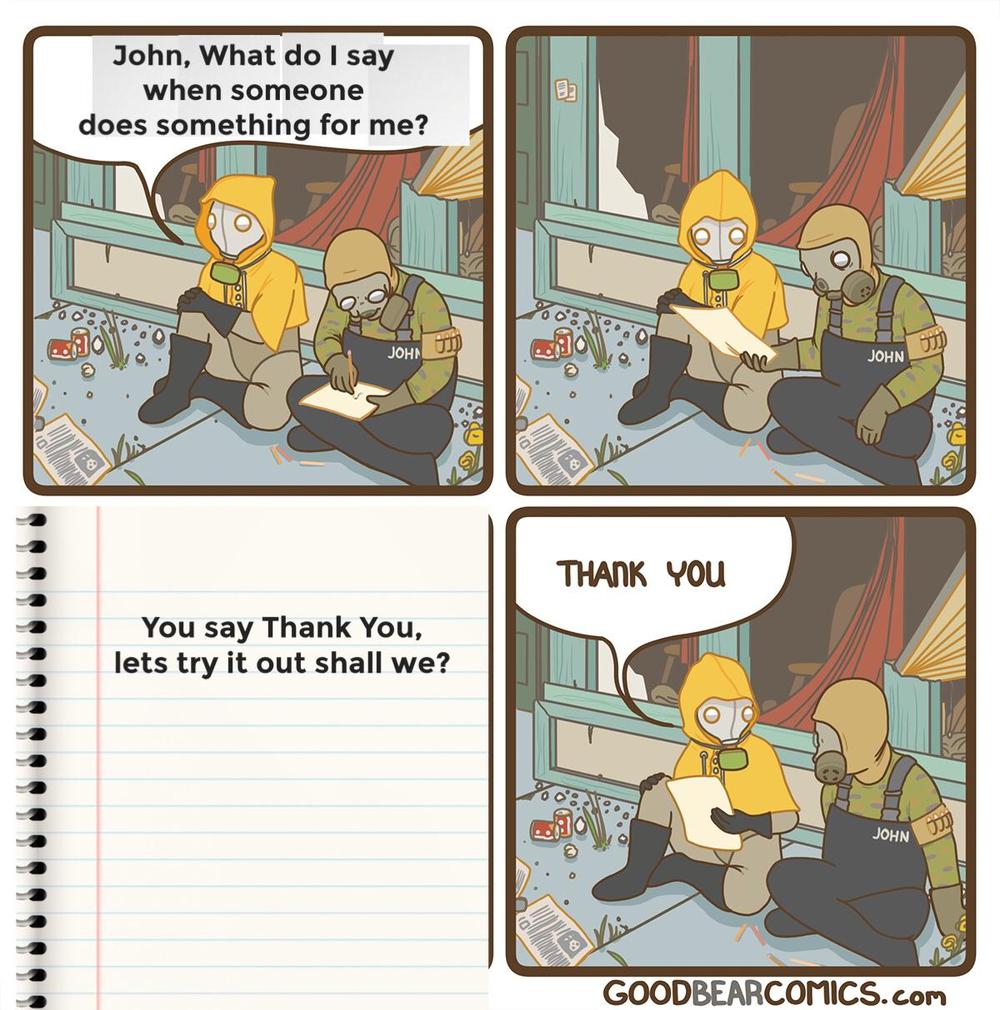 John, What do I say
when someone
does something for me?
JOHN
JOHN
You say Thank You,
lets try it out shall we?
THANK YOU
JOHN
GOODBEARCOMICS.com